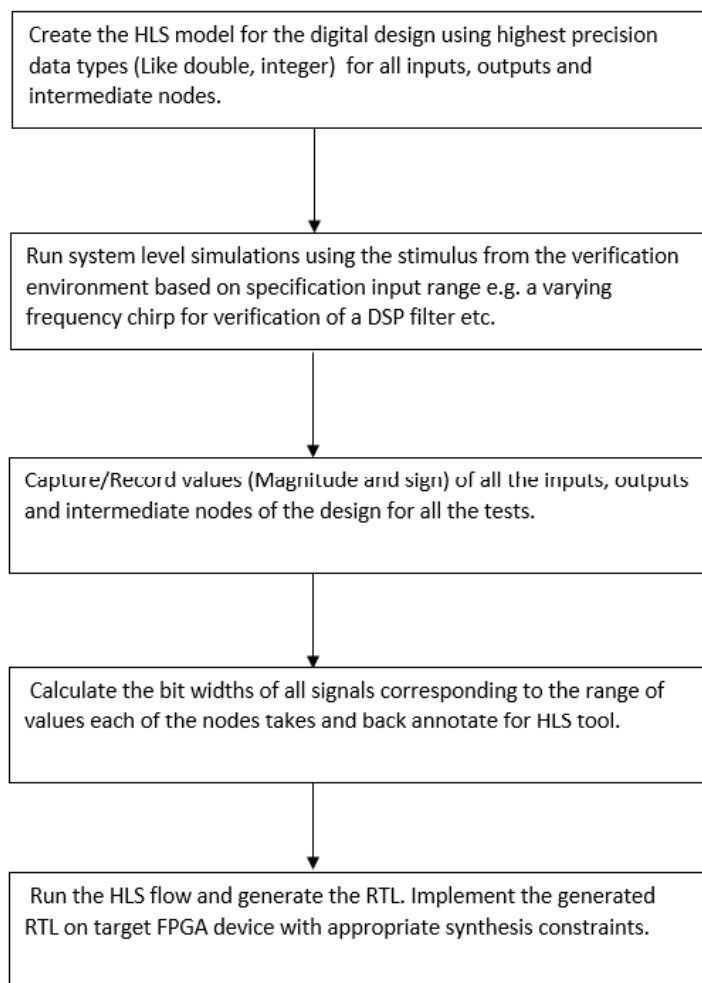 Create the HLS model for the digital design using highest precision
data types (Like double, integer) for all inputs, outputs and
intermediate nodes.
Run system level simulations using the stimulus from the verification
environment based on specification input range e.g. a varying
frequency chirp for verification of a DSP filter etc.
Capture/Record values (Magnitude and sign) of all the inputs, outputs
and intermediate nodes of the design for all the tests.
Calculate the bit widths of all signals corresponding to the range of
values each of the nodes takes and back annotate for HLS tool.
Run the HLS flow and generate the RTL. Implement the generated
RTL on target FPGA device with appropriate synthesis constraints.